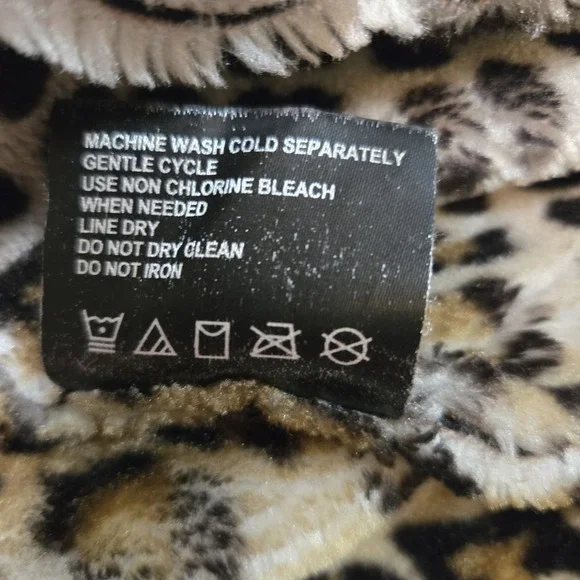 MACHINE WASH COLD SEPARATELY
GENTLE CYCLE
USE NON CHLORINE BLEACH
WHEN NEEDED
LINE DRY
DO NOT DRY CLEAN
DO NOT IRON